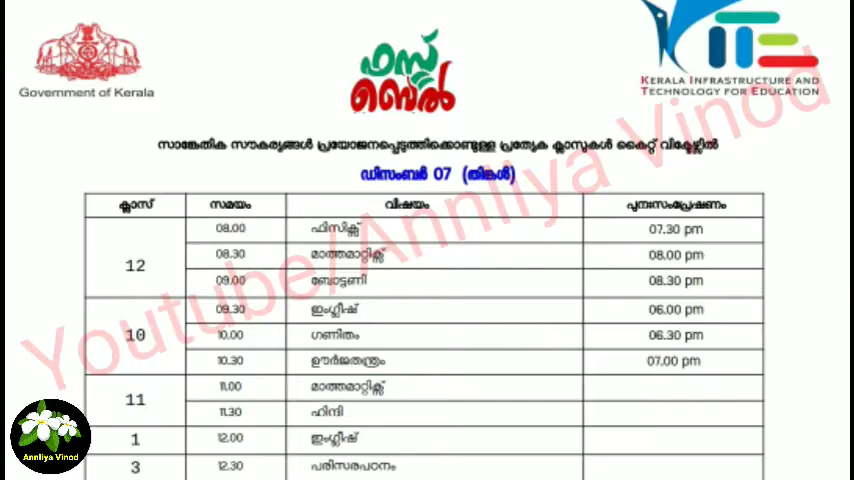 Government of Kerala
ഫസ്റ്റ്
ബെൽ
KERALA INFRASTRUCTURE AND
TECHNOLOGY FOR EDUCATION
സാങ്കേതിക സൗകര്യങ്ങൾ പ്രയോജനപ്പെടുത്തിക്കൊണ്ടുള്ള പ്രത്യേക ക്ലാസുകൾ കൈറ്റ് വിക്ടേഴ്സിൽ
ഡിസംബർ 07 (തിങ്കൾ)
ക്ലാസ് സമയം വിഷയം പുനഃസംപ്രേഷണം
12 08.00 ഫിസിക്സ് 07.30 pm
08.30 മാത്തമാറ്റിക്സ് 08.00 pm
09.00 ബോട്ടണി 08.30 pm
10 09.30 ഇംഗ്ലീഷ് 06.00 pm
10.00 ഗണിതം 06.30 pm
10.30 ഊർജതന്ത്രം 07.00 pm
11 11.00 മാത്തമാറ്റിക്സ്
11.30 ഹിന്ദി
1 12.00 ഇംഗ്ലീഷ്
3 12.30 പരിസരപഠനം
Youtube/Annliya Vinod
Annliya Vinod